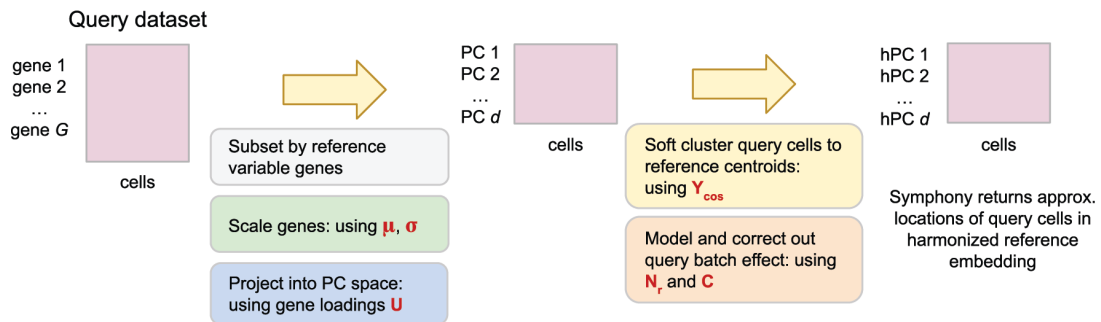 Query dataset
gene 1
gene 2
...
gene G
cells
Subset by reference
variable genes
Scale genes: using μ, σ
Project into PC space:
using gene loadings U
PC 1
PC 2
...
PC d
cells
Soft cluster query cells to
reference centroids:
using Ycos
Model and correct out
query batch effect: using
Nr and C
hPC 1
hPC 2
...
hPC d
cells
Symphony returns approx.
locations of query cells in
harmonized reference
embedding